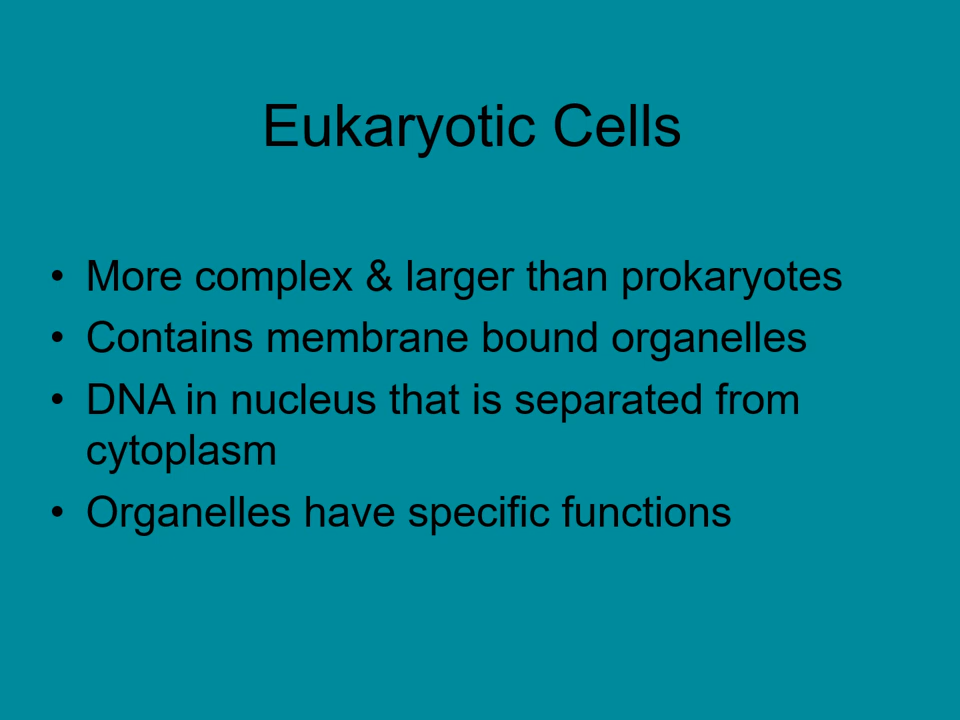 Eukaryotic Cells
• More complex & larger than prokaryotes
• Contains membrane bound organelles
• DNA in nucleus that is separated from
cytoplasm
• Organelles have specific functions